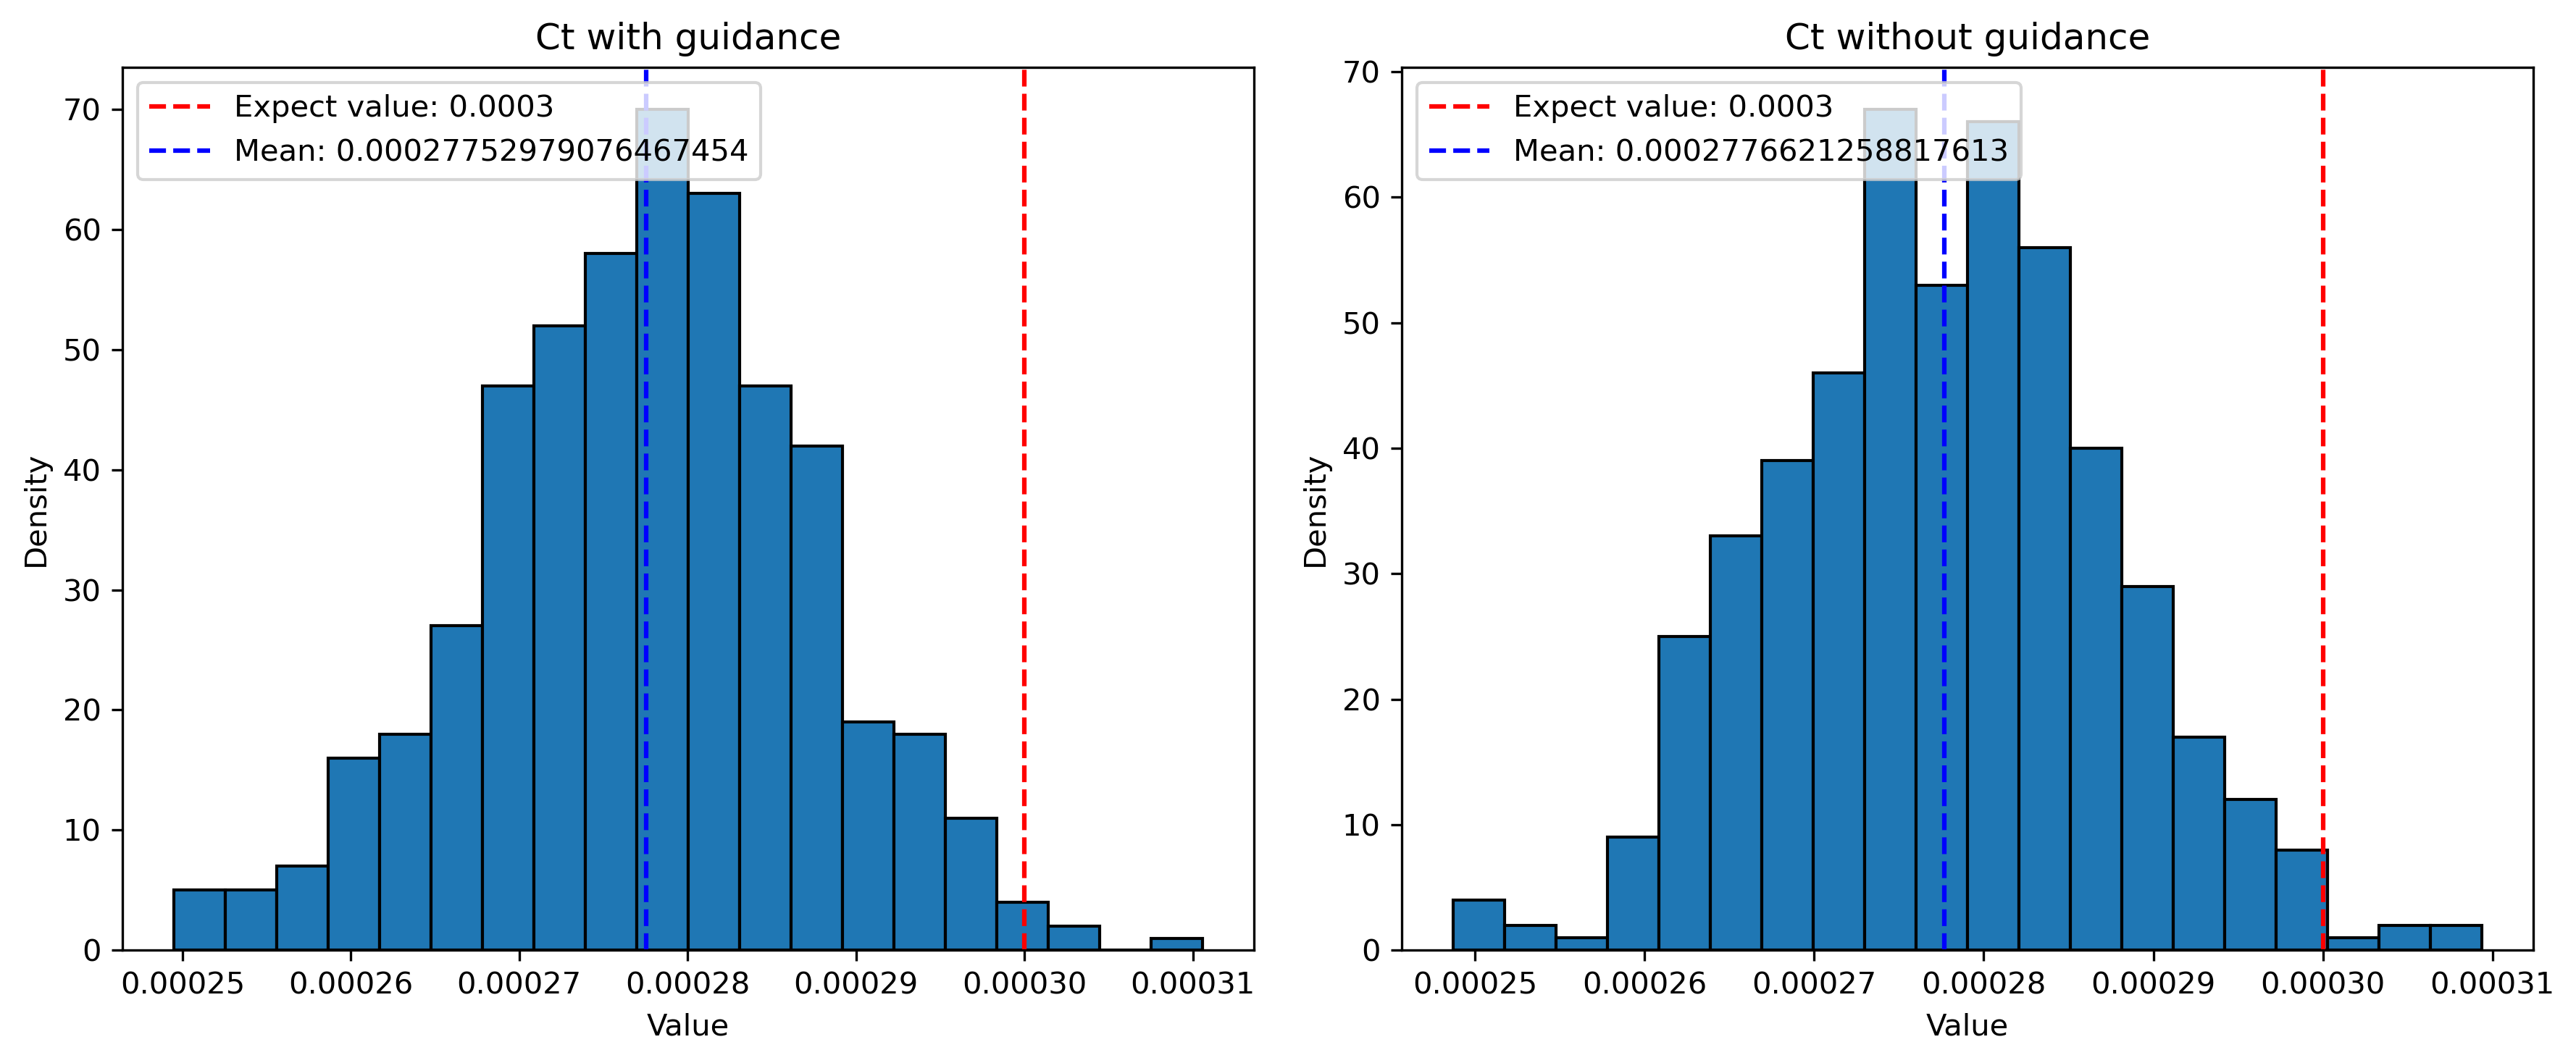 Ct with guidance
Expect value: 0.0003
Mean: 0.00027752979076467454
Density
70
60
50
40
30
20
10
0
0.00025 0.00026 0.00027 0.00028 0.00029 0.00030 0.00031
Value
Ct without guidance
Expect value: 0.0003
Mean: 0.00027766212588817613
Density
70
60
50
40
30
20
10
0
0.00025 0.00026 0.00027 0.00028 0.00029 0.00030 0.00031
Value